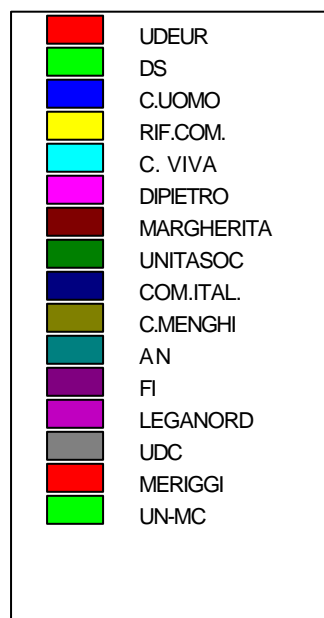 UDEUR
DS
C.UOMO
RIF.COM.
C. VIVA
DIPIETRO
MARGHERITA
UNITASOC
COM.ITAL.
C.MENGHI
AN
FI
LEGANORD
UDC
MERIGGI
UN-MC